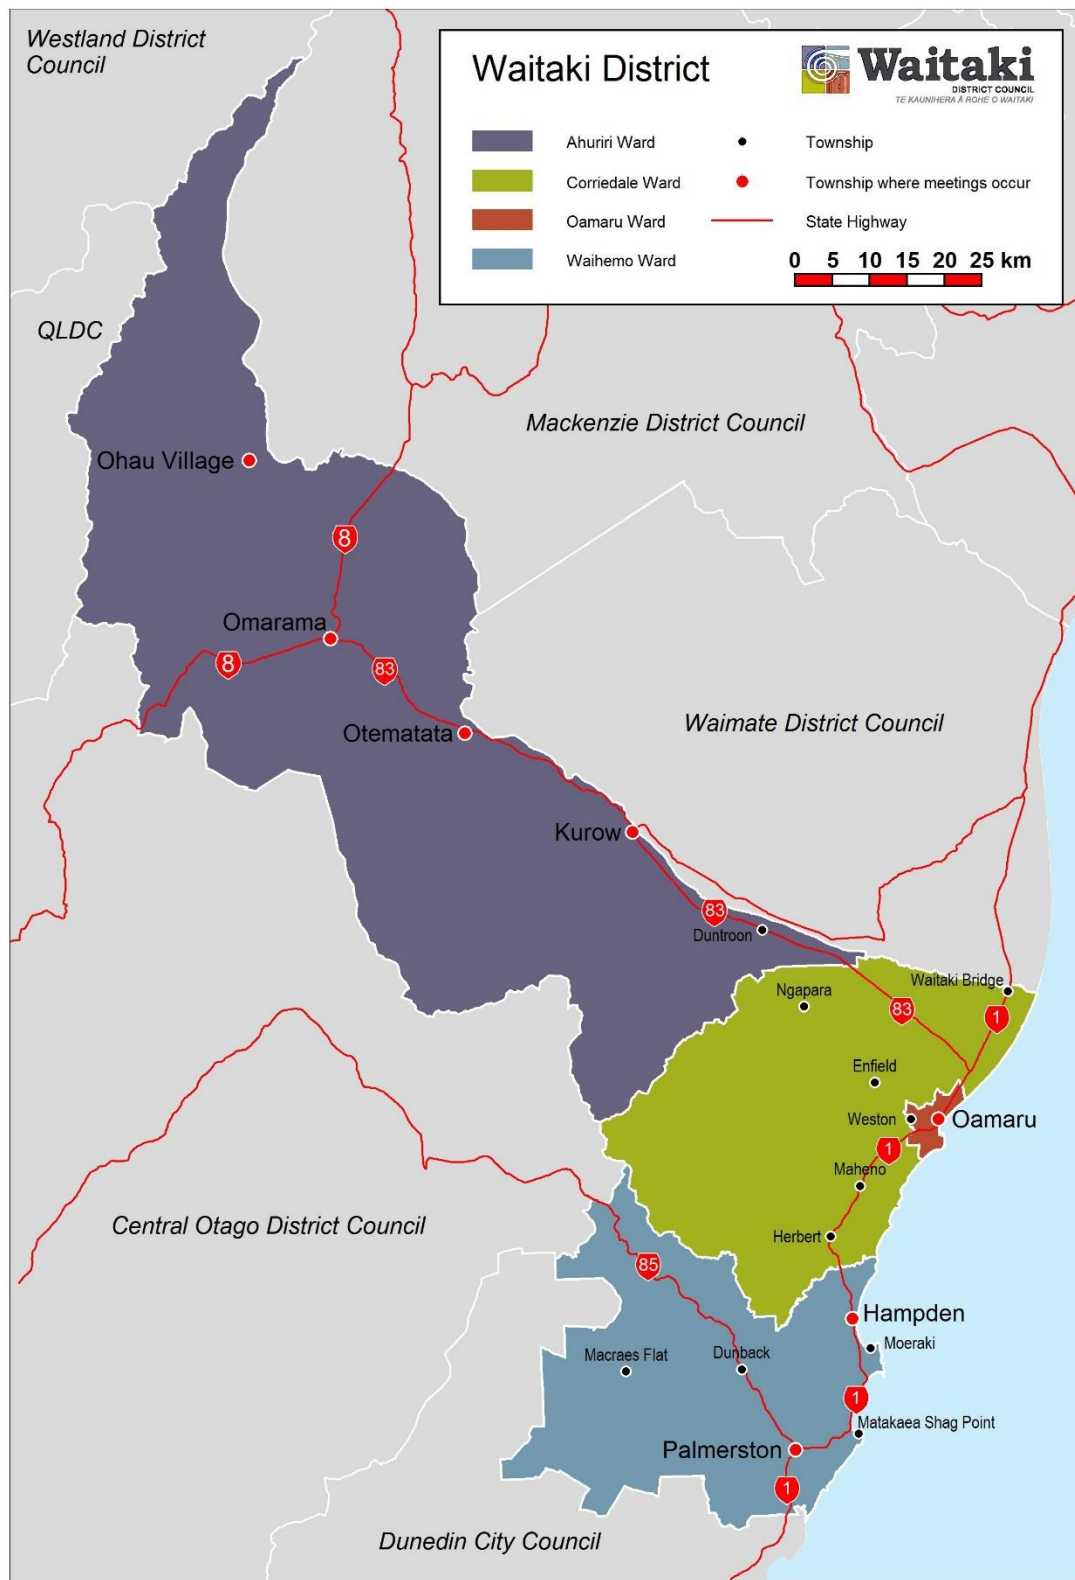 Westland District
Council
Waitaki District
Waitaki
DISTRICT COUNCIL
TE KAUNIHERA Ā ROHE O WAITAKI
Ahuriri Ward
Township
Corriedale Ward
Township where meetings occur
Oamaru Ward
State Highway
Waihemo Ward
0 5 10 15 20 25 km
QLDC
Mackenzie District Council
Ohau Village
8
Omarama
8
83
Waimate District Council
Otematata
Kurow
83
Duntroon
Waitaki Bridge
Ngapara
83
1
Enfield
Weston
Oamaru
1
Maheno
Central Otago District Council
Herbert
85
Hampden
Moeraki
Macraes Flat
Dunback
1
Matakaea Shag Point
Palmerston
1
Dunedin City Council